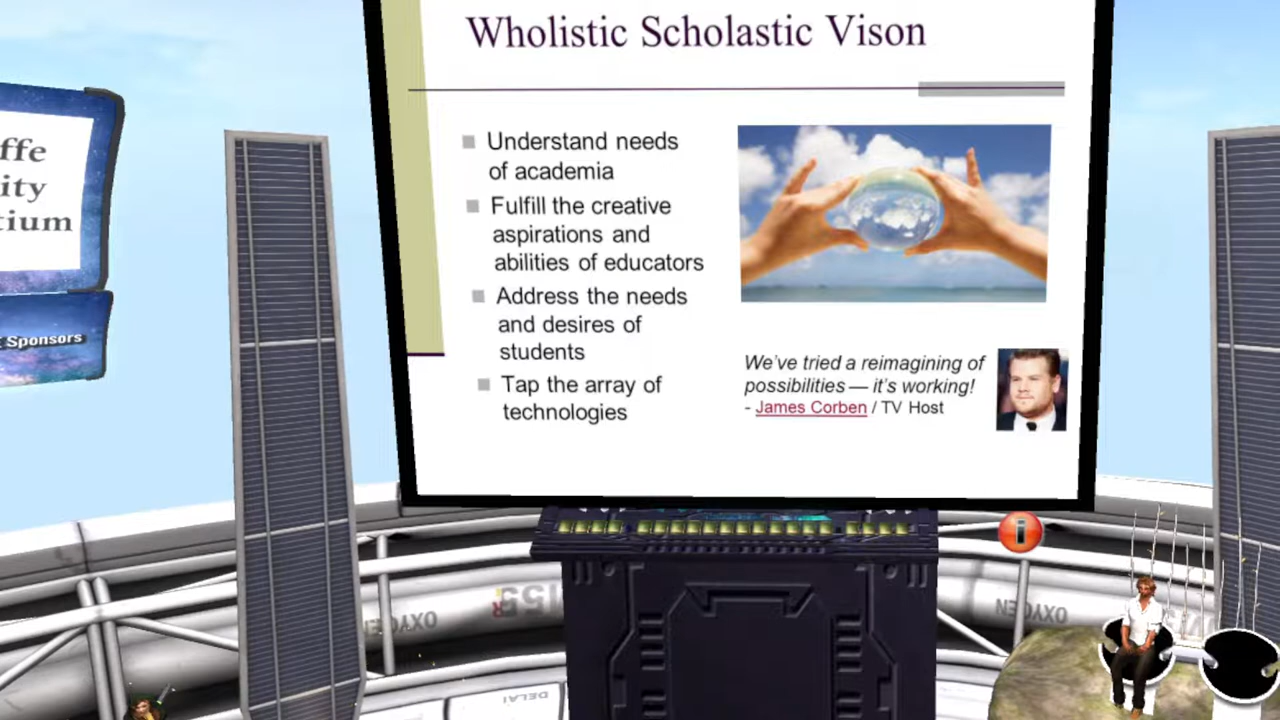 Wholistic Scholastic Vison
Understand needs
of academia
Fulfill the creative
aspirations and
abilities of educators
Address the needs
and desires of
students
Tap the array of
technologies
We've tried a reimagining of
possibilities — it's working!
- James Corben / TV Host
ffe
ity
tium
t Sponsors
OXYGEN
OXYGEN